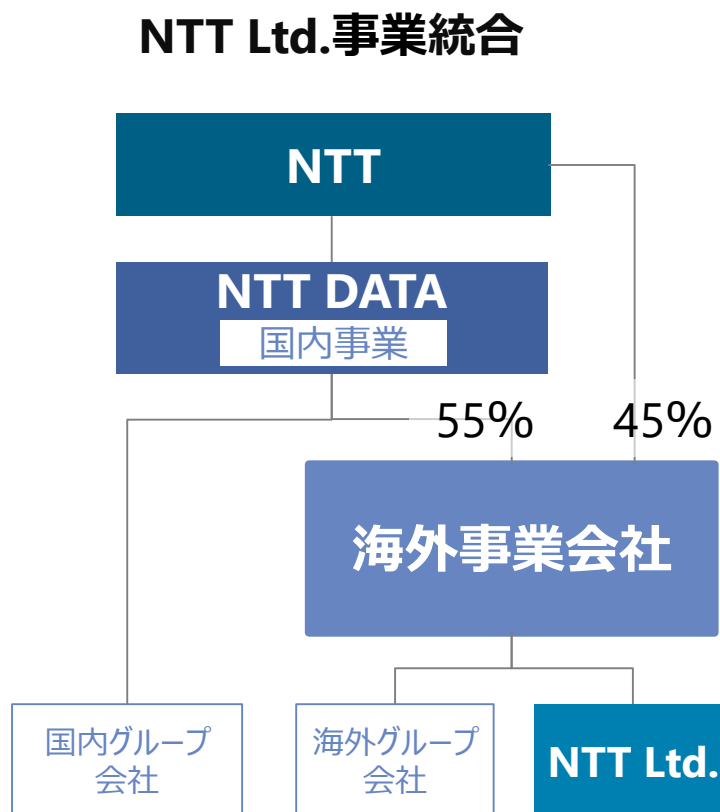 NTT Ltd.事業統合
NTT
NTT DATA
国内事業
55%
45%
海外事業会社
国内グループ
会社
海外グループ
会社
NTT Ltd.